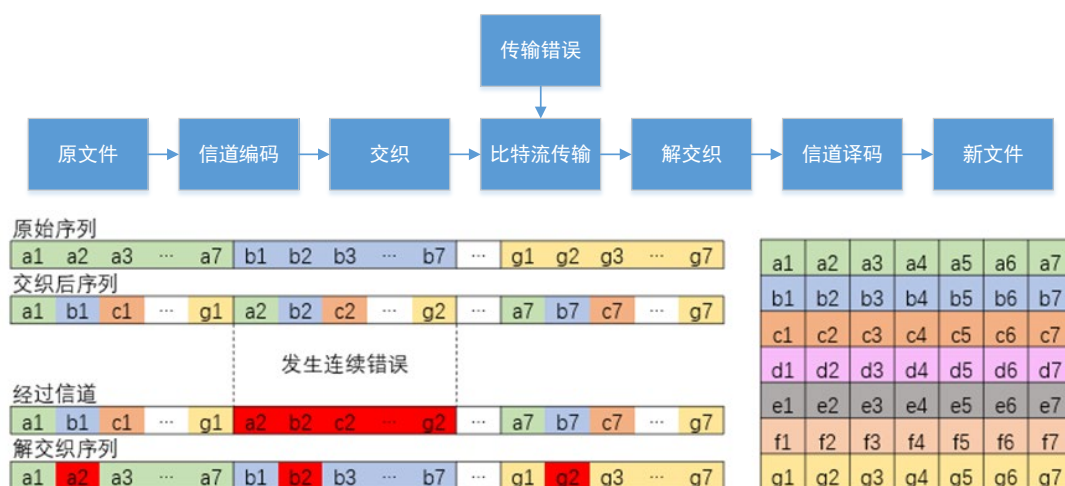 传输错误
原文件 信道编码 交织 比特流传输 解交织 信道译码 新文件
原始序列
a1 a2 a3 ··· a7 b1 b2 b3 ··· b7 ··· g1 g2 g3 ··· g7
交织后序列
a1 b1 c1 ··· g1 a2 b2 c2 ··· g2 ··· a7 b7 c7 ··· g7
发生连续错误
经过信道
a1 b1 c1 ··· g1 a2 b2 c2 ··· g2 ··· a7 b7 c7 ··· g7
解交织序列
a1 a2 a3 ··· a7 b1 b2 b3 ··· b7 ··· g1 g2 g3 ··· g7
a1 a2 a3 a4 a5 a6 a7
b1 b2 b3 b4 b5 b6 b7
c1 c2 c3 c4 c5 c6 c7
d1 d2 d3 d4 d5 d6 d7
e1 e2 e3 e4 e5 e6 e7
f1 f2 f3 f4 f5 f6 f7
g1 g2 g3 g4 g5 g6 g7